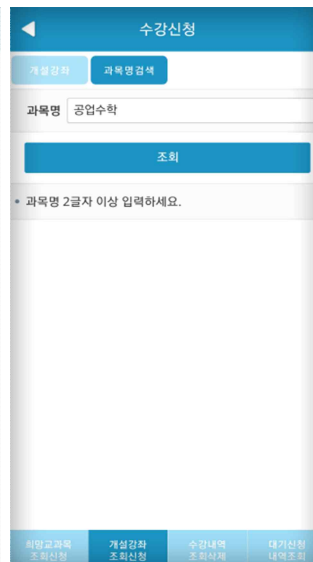 수강신청
개설강좌 과목명검색
과목명 공업수학
조회
• 과목명 2글자 이상 입력하세요.
희망교과목 개설강좌 수강내역 대기신청
조회신청 조회신청 조회삭제 내역조회